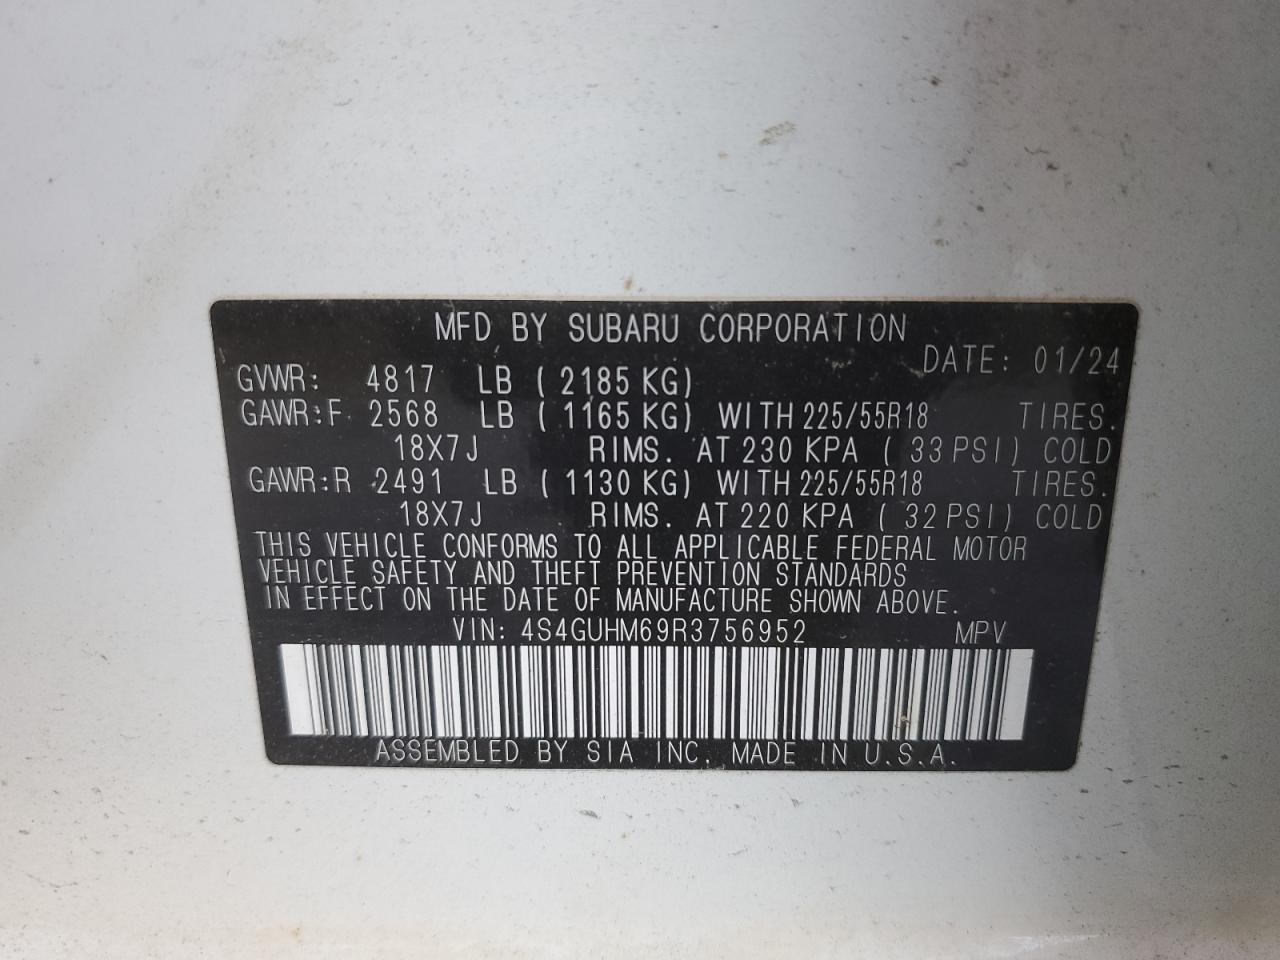 MFD BY SUBARU CORPORATION
DATE: 01/24
GVWR: 4817 LB ( 2185 KG)
GAWR:F 2568 LB ( 1165 KG) WITH 225/55R18 TIRES.
18X7J RIMS. AT 230 KPA ( 33 PSI) COLD
GAWR:R 2491 LB ( 1130 KG) WITH 225/55R18 TIRES.
18X7J RIMS. AT 220 KPA ( 32 PSI) COLD
THIS VEHICLE CONFORMS TO ALL APPLICABLE FEDERAL MOTOR
VEHICLE SAFETY AND THEFT PREVENTION STANDARDS
IN EFFECT ON THE DATE OF MANUFACTURE SHOWN ABOVE.
VIN: 4S4GUHM69R3756952 MPV
ASSEMBLED BY SIA INC. MADE IN U.S.A.